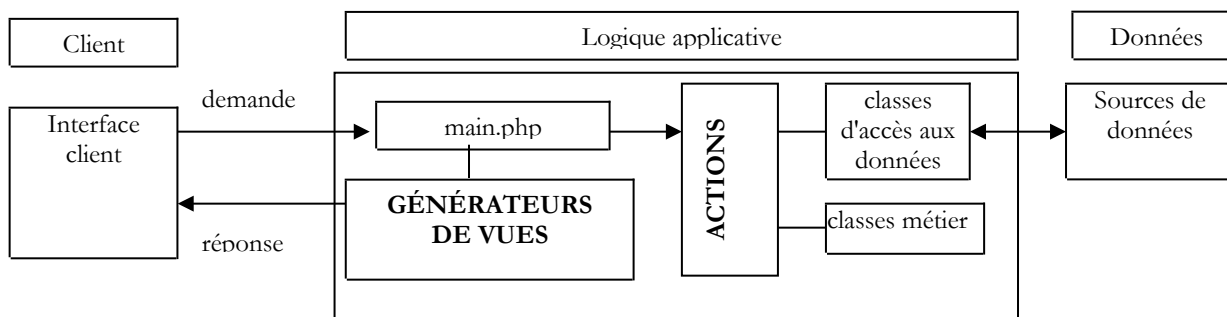 Client
Logique applicative
Données
Interface
client
demande
réponse
main.php
GÉNÉRATEURS
DE VUES
ACTIONS
classes
d'accès aux
données
classes métier
Sources de
données